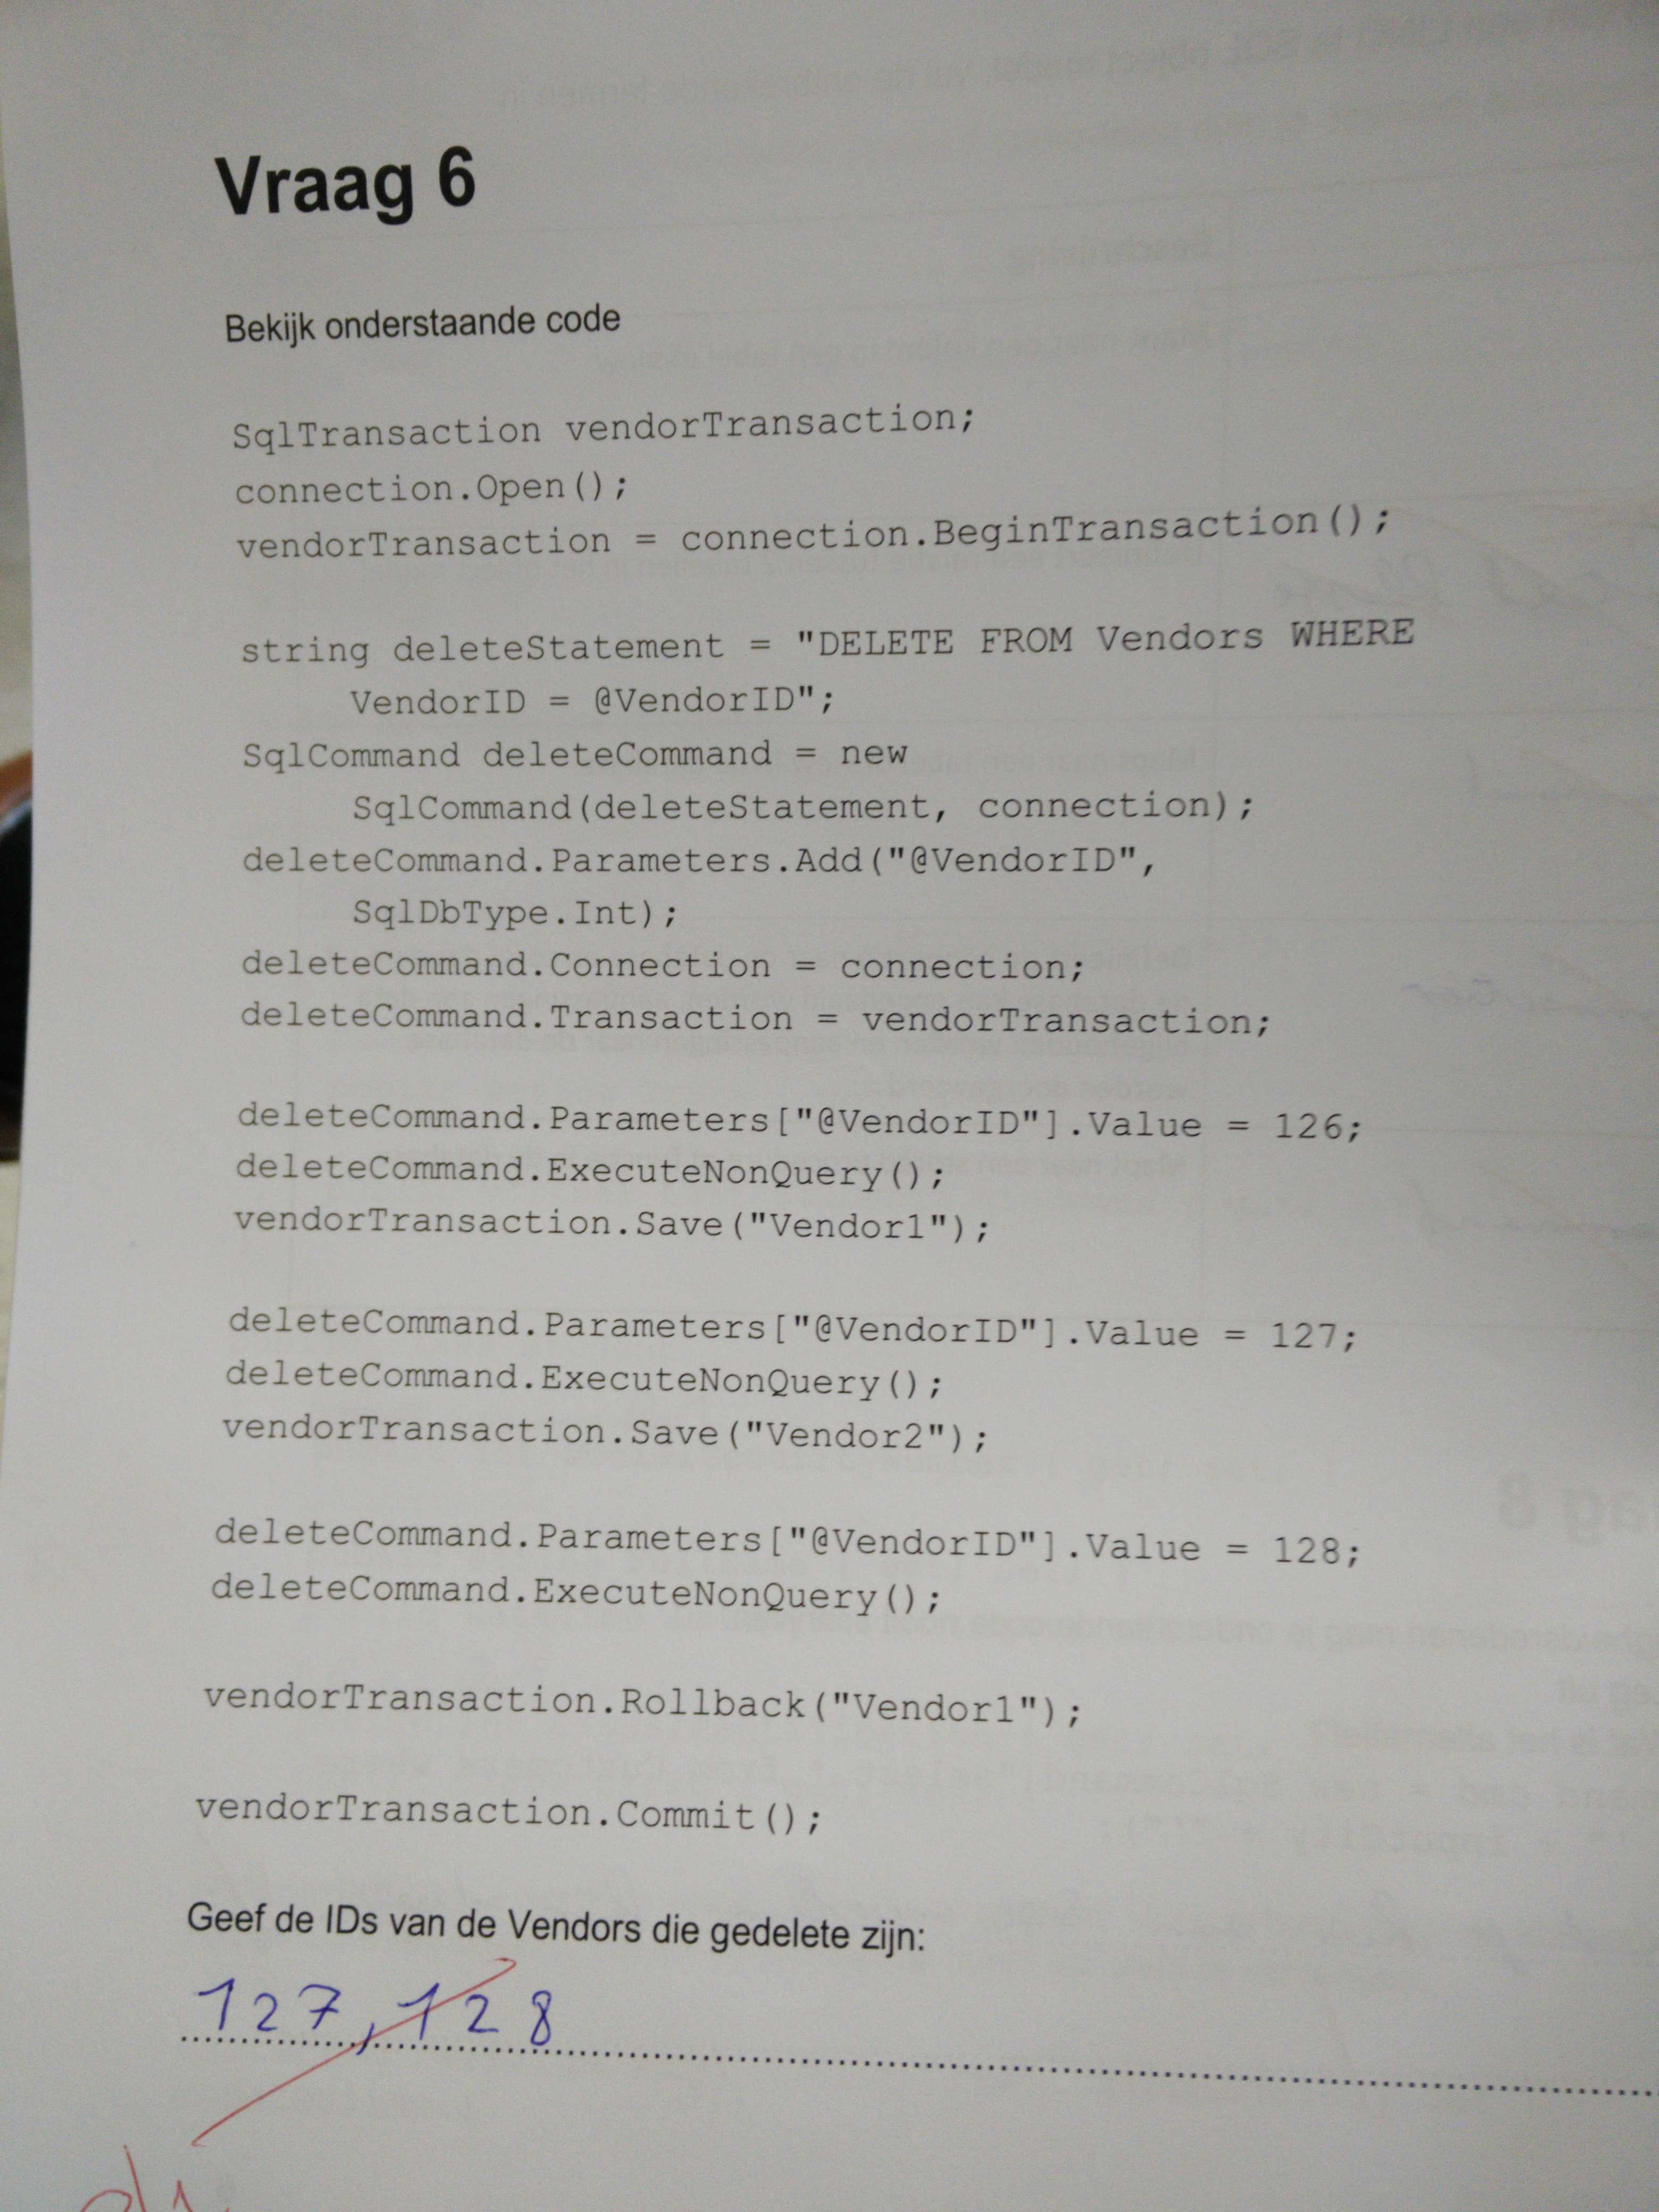 Vraag 6
Bekijk onderstaande code
SqlTransaction vendorTransaction;
connection.Open();
vendorTransaction = connection.BeginTransaction();
string deleteStatement = "DELETE FROM Vendors WHERE
VendorID = @VendorID";
SqlCommand deleteCommand = new
SqlCommand(deleteStatement, connection);
deleteCommand.Parameters.Add("@VendorID",
SqlDbType.Int);
deleteCommand.Connection = connection;
deleteCommand.Transaction = vendorTransaction;
deleteCommand.Parameters["@VendorID"].Value = 126;
deleteCommand.ExecuteNonQuery();
vendorTransaction.Save("Vendor1");
deleteCommand.Parameters["@VendorID"].Value = 127;
deleteCommand.ExecuteNonQuery();
vendorTransaction.Save("Vendor2");
deleteCommand.Parameters["@VendorID"].Value = 128;
deleteCommand.ExecuteNonQuery();
vendorTransaction.Rollback("Vendor1");
vendorTransaction.Commit();
Geef de IDs van de Vendors die gedelete zijn:
127, 128